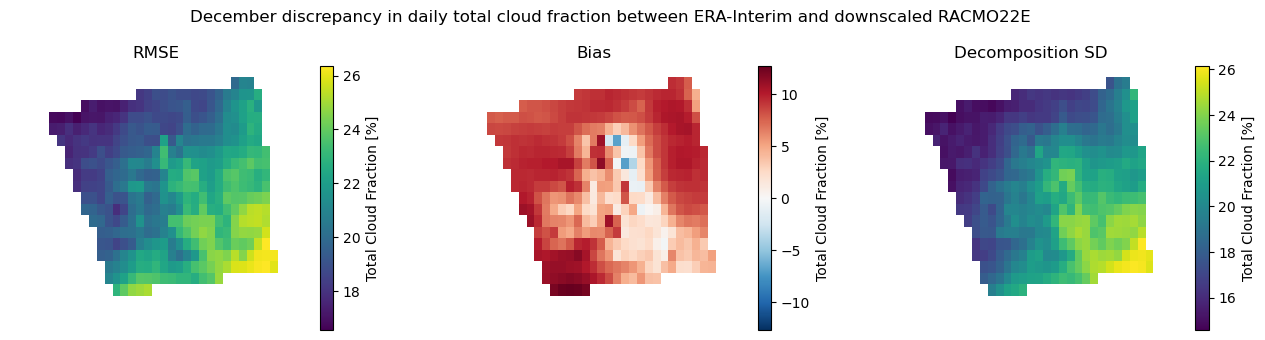 December discrepancy in daily total cloud fraction between ERA-Interim and downscaled RACMO22E
RMSE
26
24
22
20
18
Total Cloud Fraction [%]
Bias
10
5
0
−5
−10
Total Cloud Fraction [%]
Decomposition SD
26
24
22
20
18
16
Total Cloud Fraction [%]